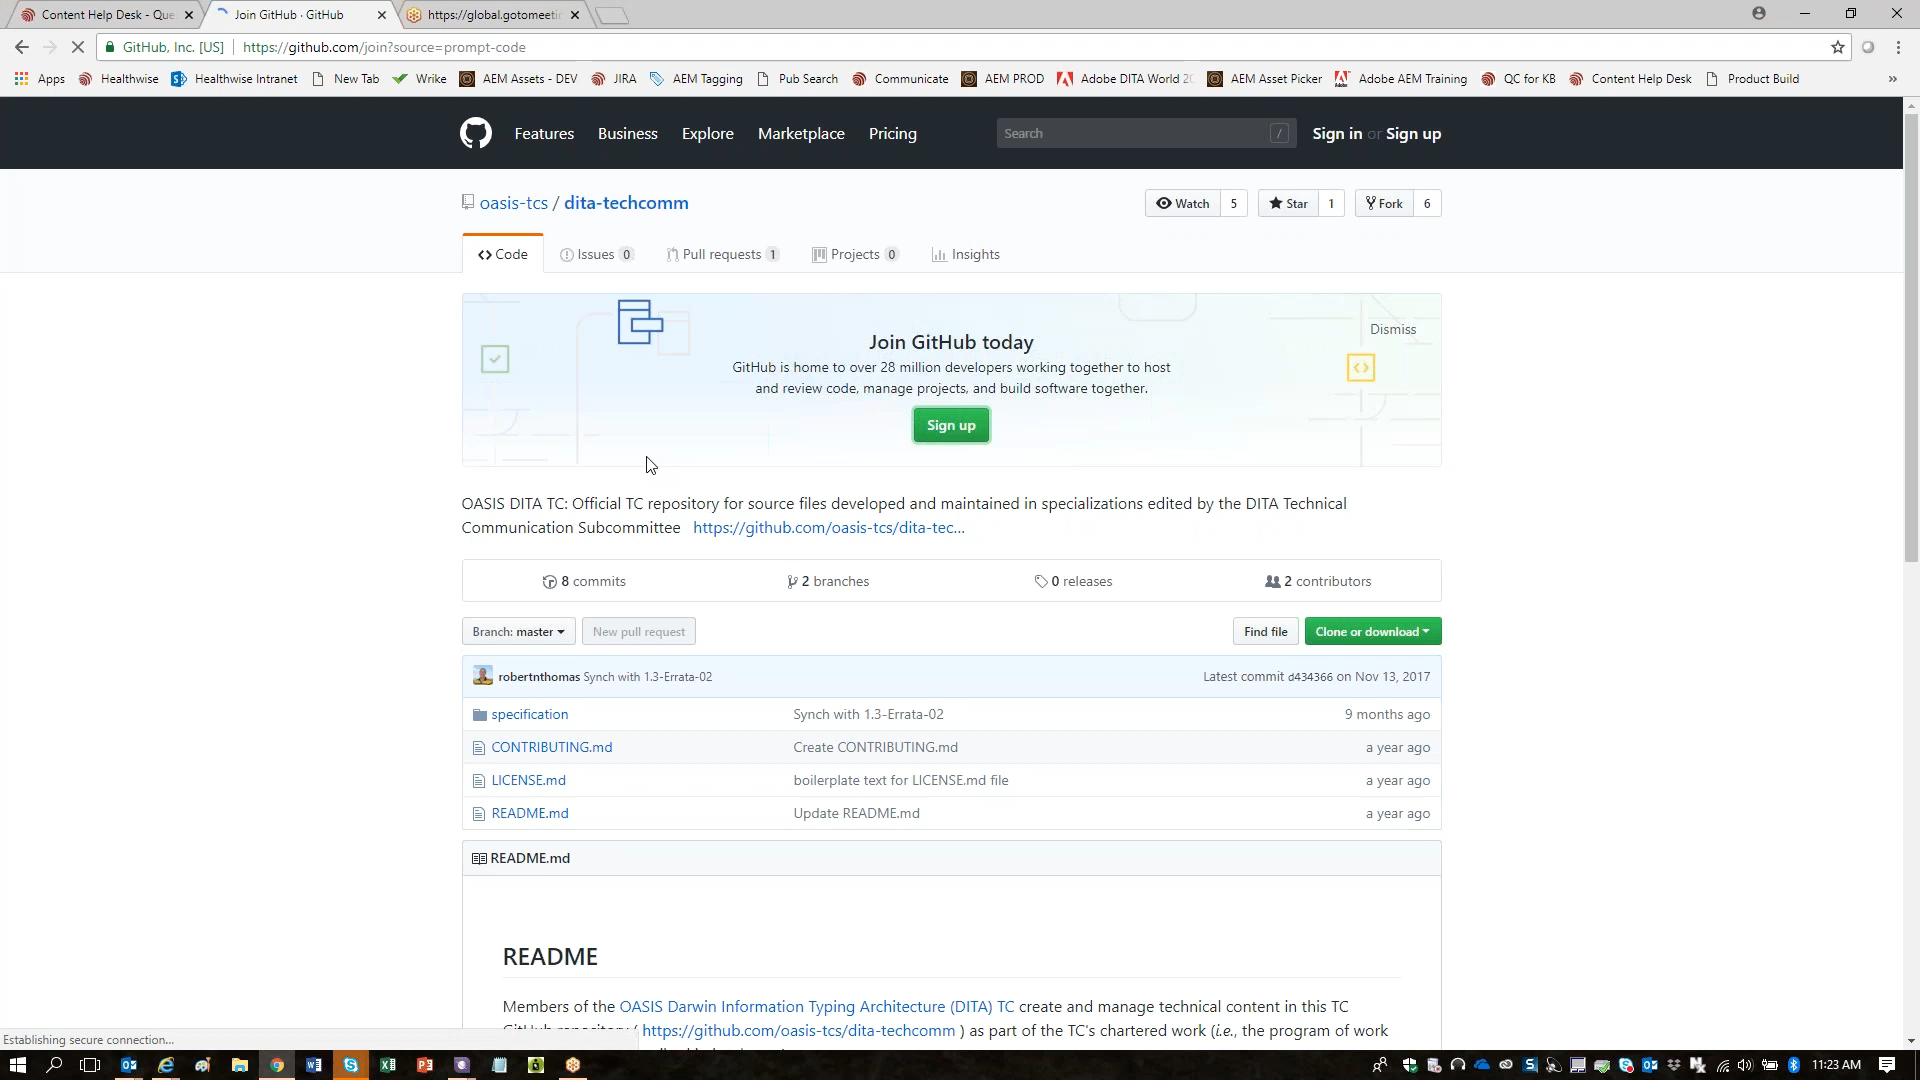 Content Help Desk - Que
Join GitHub · GitHub
https://global.gotomeetin
GitHub, Inc. [US]
https://github.com/join?source=prompt-code
Apps
Healthwise
Healthwise Intranet
New Tab
Wrike
AEM Assets - DEV
JIRA
AEM Tagging
Pub Search
Communicate
AEM PROD
Adobe DITA World 20
AEM Asset Picker
Adobe AEM Training
QC for KB
Content Help Desk
Product Build
»
Features
Business
Explore
Marketplace
Pricing
Search
/
Sign in or Sign up
oasis-tcs / dita-techcomm
Watch 5
Star 1
Fork 6
Code
Issues 0
Pull requests 1
Projects 0
Insights
Join GitHub today
Dismiss
GitHub is home to over 28 million developers working together to host
and review code, manage projects, and build software together.
Sign up
OASIS DITA TC: Official TC repository for source files developed and maintained in specializations edited by the DITA Technical
Communication Subcommittee https://github.com/oasis-tcs/dita-tec...
8 commits
2 branches
0 releases
2 contributors
Branch: master
New pull request
Find file
Clone or download
robertnthomas Synch with 1.3-Errata-02
Latest commit d434366 on Nov 13, 2017
specification
Synch with 1.3-Errata-02
9 months ago
CONTRIBUTING.md
Create CONTRIBUTING.md
a year ago
LICENSE.md
boilerplate text for LICENSE.md file
a year ago
README.md
Update README.md
a year ago
README.md
README
Members of the OASIS Darwin Information Typing Architecture (DITA) TC create and manage technical content in this TC
GitHub repository ( https://github.com/oasis-tcs/dita-techcomm ) as part of the TC's chartered work (i.e., the program of work
Establishing secure connection...
11:23 AM